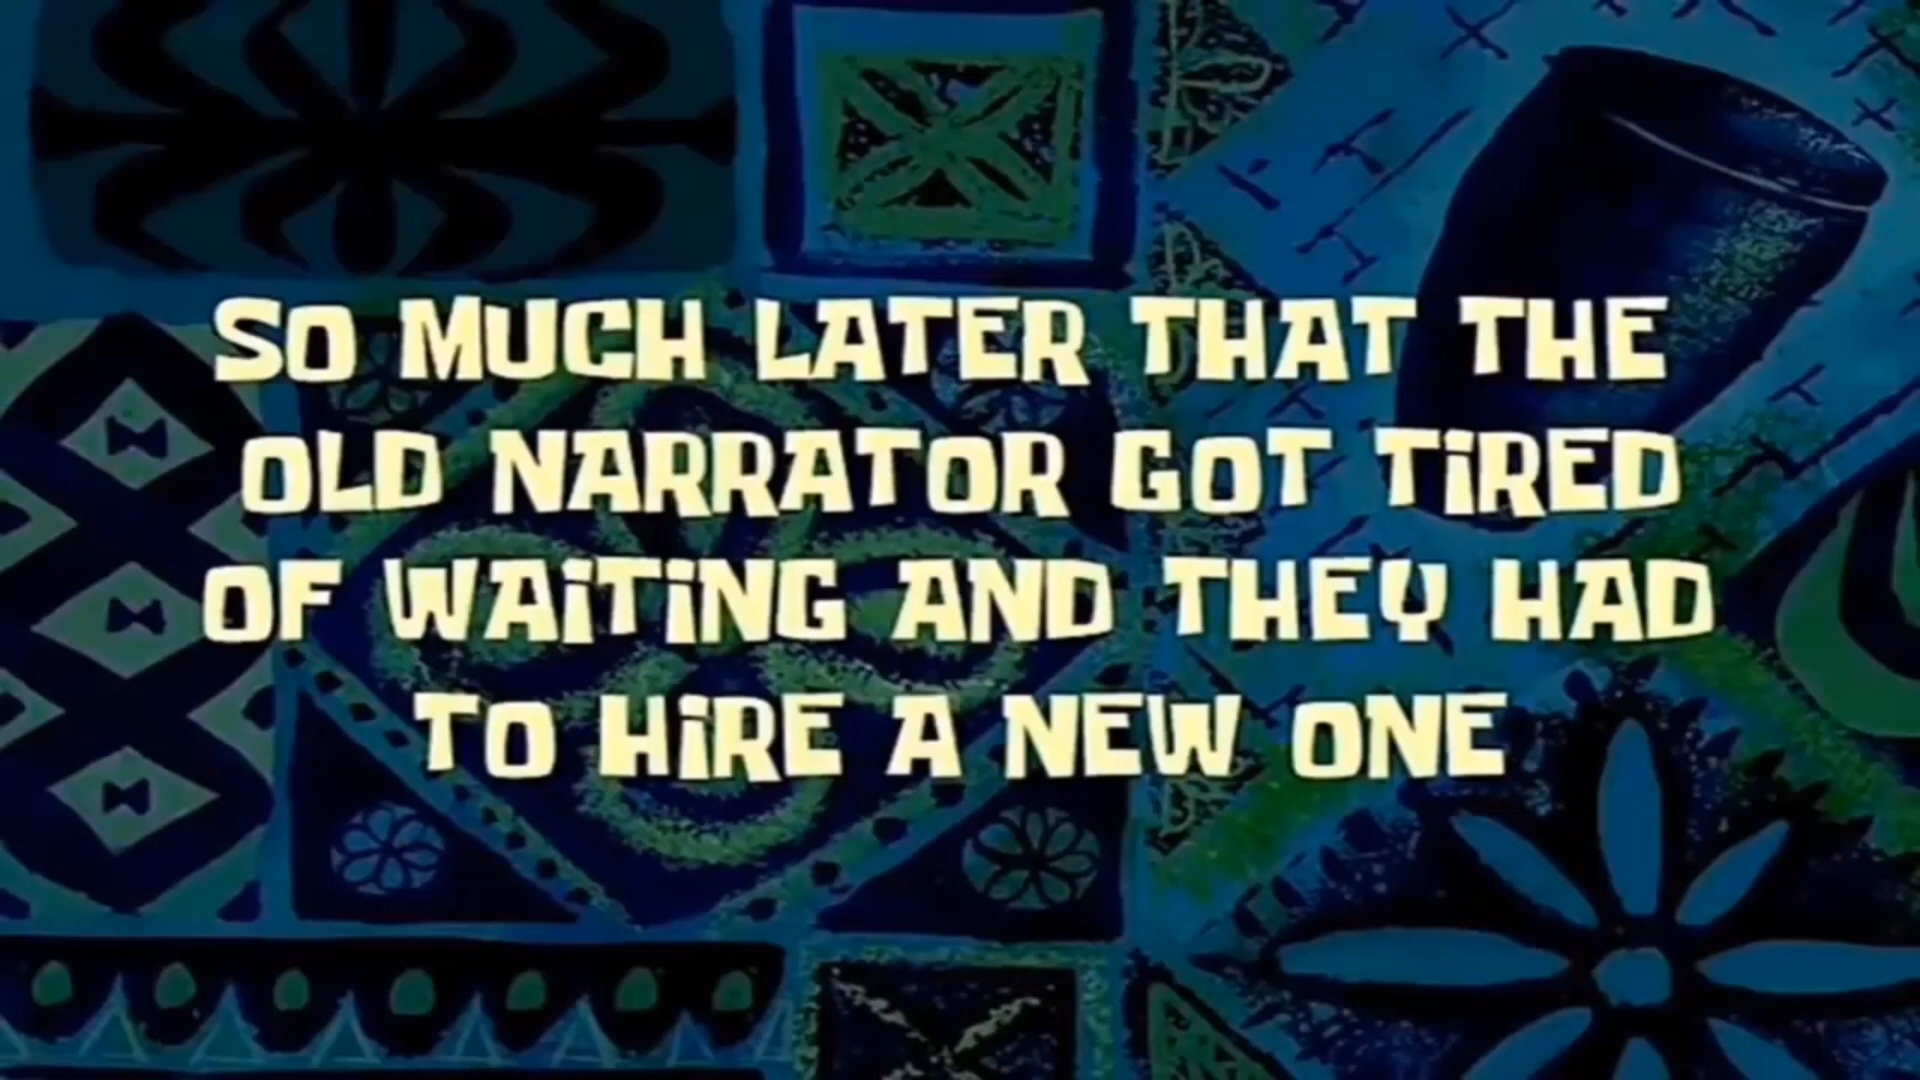 SO MUCH LATER THAT THE
OLD NARRATOR GOT TIRED
OF WAITING AND THEY HAD
TO HIRE A NEW ONE